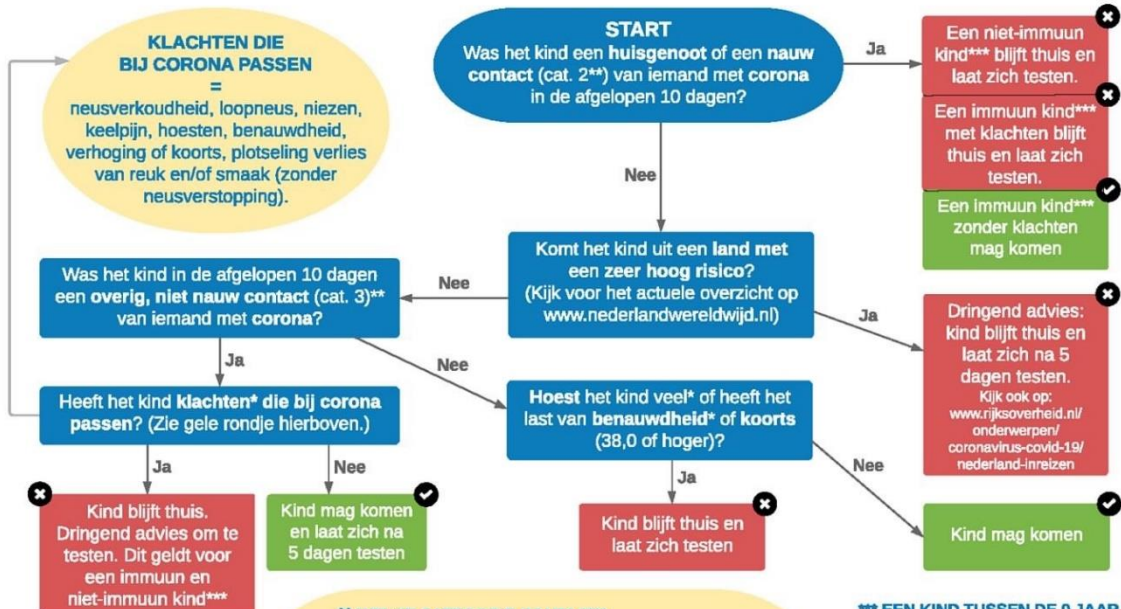 KLACHTEN DIE
BIJ CORONA PASSEN
=
neusverkoudheid, loopneus, niezen,
keelpijn, hoesten, benauwdheid,
verhoging of koorts, plotseling verlies
van reuk en/of smaak (zonder
neusverstopping).
START
Was het kind een huisgenoot of een nauw
contact (cat. 2**) van iemand met corona
in de afgelopen 10 dagen?
Ja
Een niet-immuun
kind*** blijft thuis en
laat zich testen.
Een immuun kind***
met klachten blijft
thuis en laat zich
testen.
Een immuun kind***
zonder klachten
mag komen
Nee
Komt het kind uit een land met
een zeer hoog risico?
(Kijk voor het actuele overzicht op
www.nederlandwereldwijd.nl)
Ja
Dringend advies:
kind blijft thuis en
laat zich na 5
dagen testen.
Kijk ook op:
www.rijksoverheid.nl/
onderwerpen/
coronavirus-covid-19/
nederland-inreizen
Nee
Was het kind in de afgelopen 10 dagen
een overig, niet nauw contact (cat. 3)**
van iemand met corona?
Ja
Nee
Heeft het kind klachten* die bij corona
passen? (Zie gele rondje hierboven.)
Ja
Nee
Kind blijft thuis.
Dringend advies om te
testen. Dit geldt voor
een immuun en
niet-immuun kind***
Kind mag komen
en laat zich na
5 dagen testen
Hoest het kind veel* of heeft het
last van benauwdheid* of koorts
(38,0 of hoger)?
Ja
Nee
Kind blijft thuis en
laat zich testen
Kind mag komen
*** EEN KIND TUSSEN DE 0 JAAR